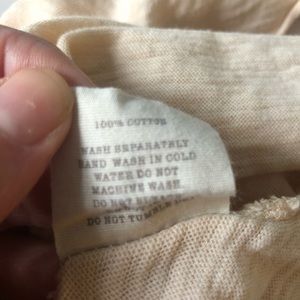 100% COTTON
WASH SEPARATELY
HAND WASH IN COLD
WATER DO NOT
MACHINE WASH
DO NOT
DO NOT TUMBLE